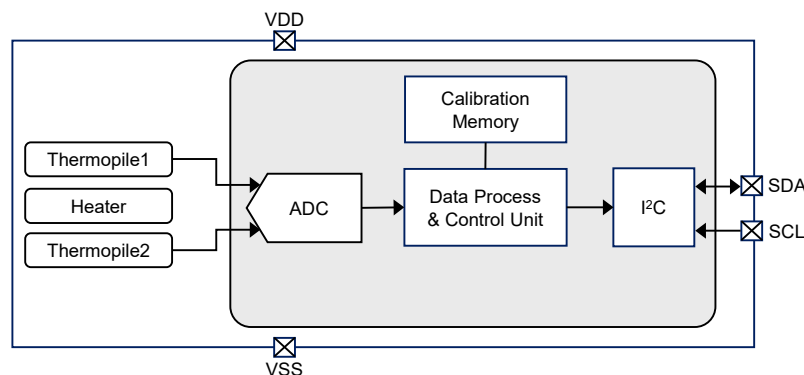 VDD
Calibration
Memory
Thermopile1
Heater
Thermopile2
ADC
Data Process
& Control Unit
I²C
SDA
SCL
VSS